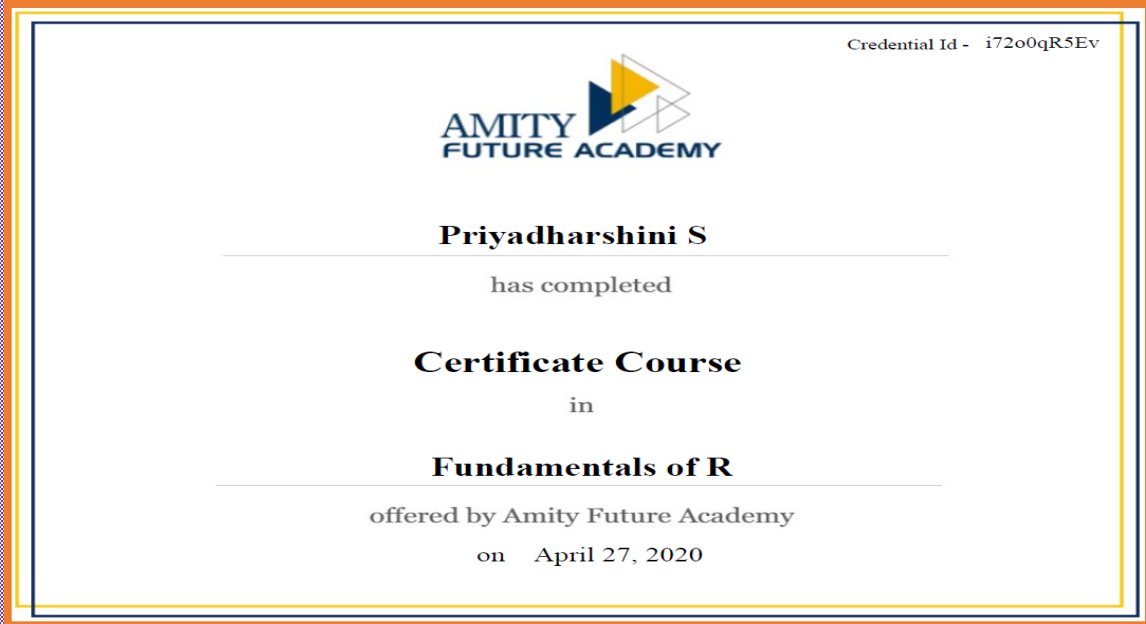 Credential Id - i72o0qR5Ev
AMITY
FUTURE ACADEMY
Priyadharshini S
has completed
Certificate Course
in
Fundamentals of R
offered by Amity Future Academy
on April 27, 2020